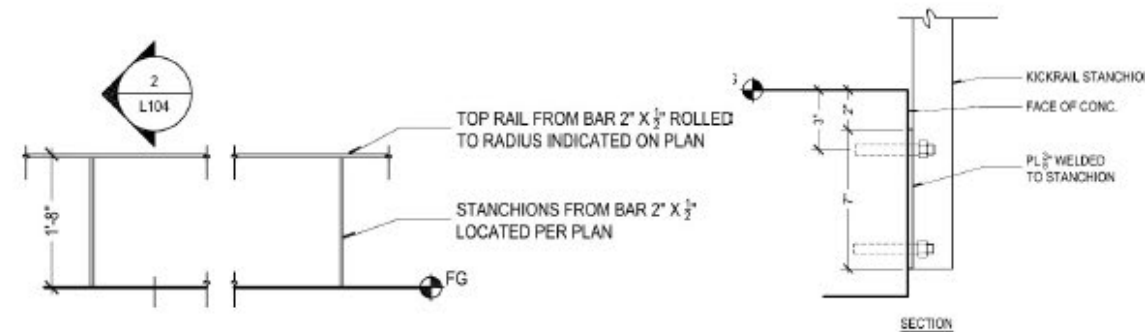 2
L104
TOP RAIL FROM BAR 2" X 1/2" ROLLED
TO RADIUS INDICATED ON PLAN
1'-8"
STANCHIONS FROM BAR 2" X 1/2"
LOCATED PER PLAN
FG
3"
2"
7"
KICKRAIL STANCHIO
FACE OF CONC.
PL WELDED
TO STANCHION
SECTION